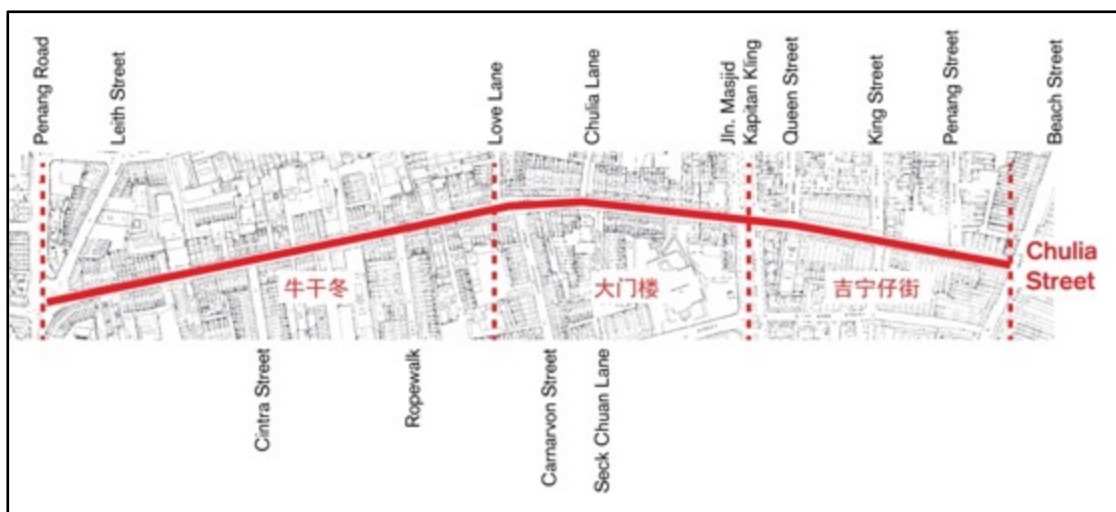 Penang Road
Leith Street
Love Lane
Chulia Lane
Jln. Masjid
Kapitan Kling
Queen Street
King Street
Penang Street
Beach Street
牛干冬
大门楼
吉宁仔街
Chulia
Street
Cintra Street
Ropewalk
Carnarvon Street
Seck Chuan Lane